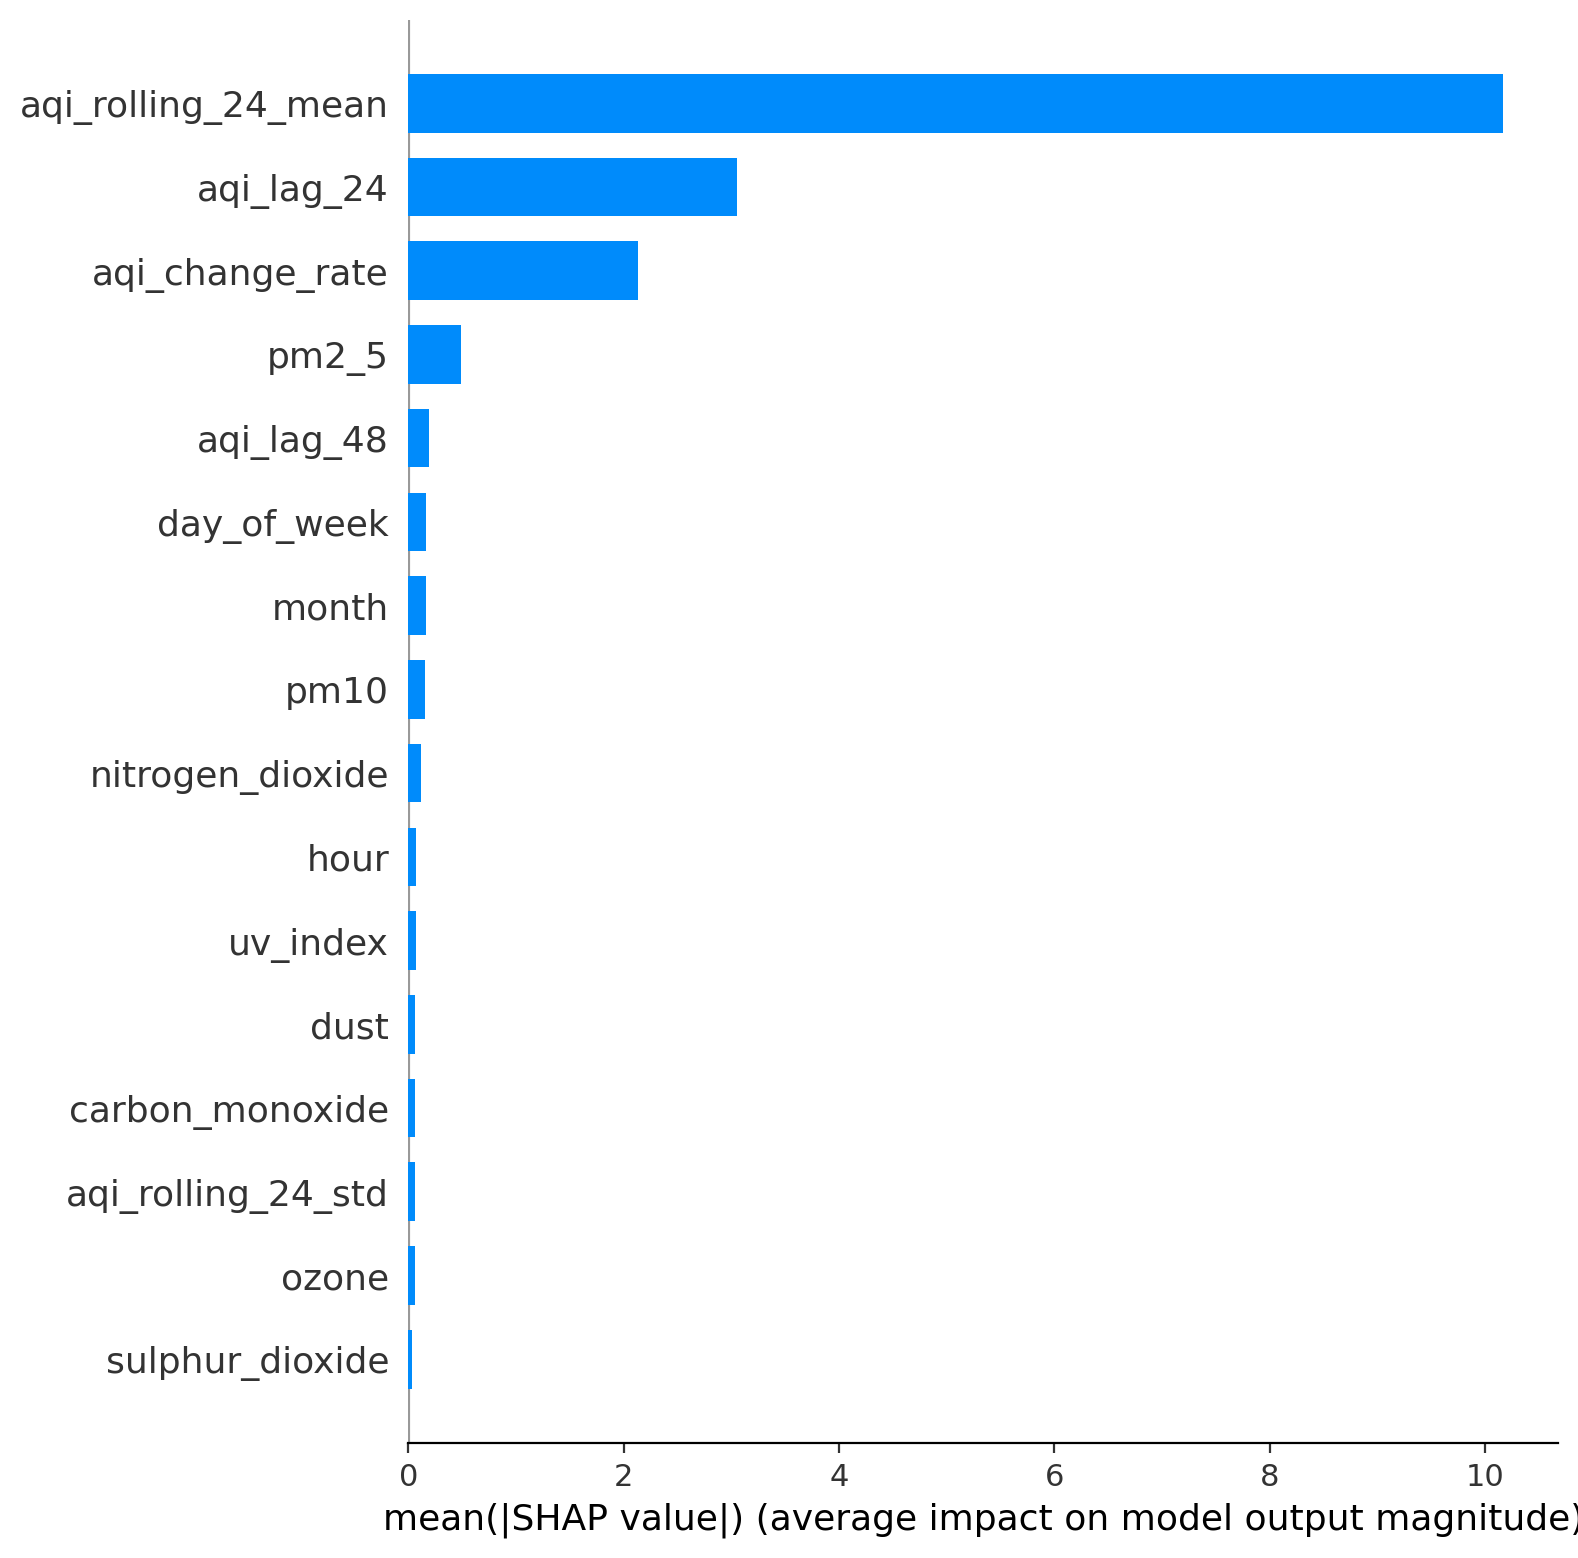 aqi_rolling_24_mean
aqi_lag_24
aqi_change_rate
pm2_5
aqi_lag_48
day_of_week
month
pm10
nitrogen_dioxide
hour
uv_index
dust
carbon_monoxide
aqi_rolling_24_std
ozone
sulphur_dioxide
0 2 4 6 8 10
mean(|SHAP value|) (average impact on model output magnitude)